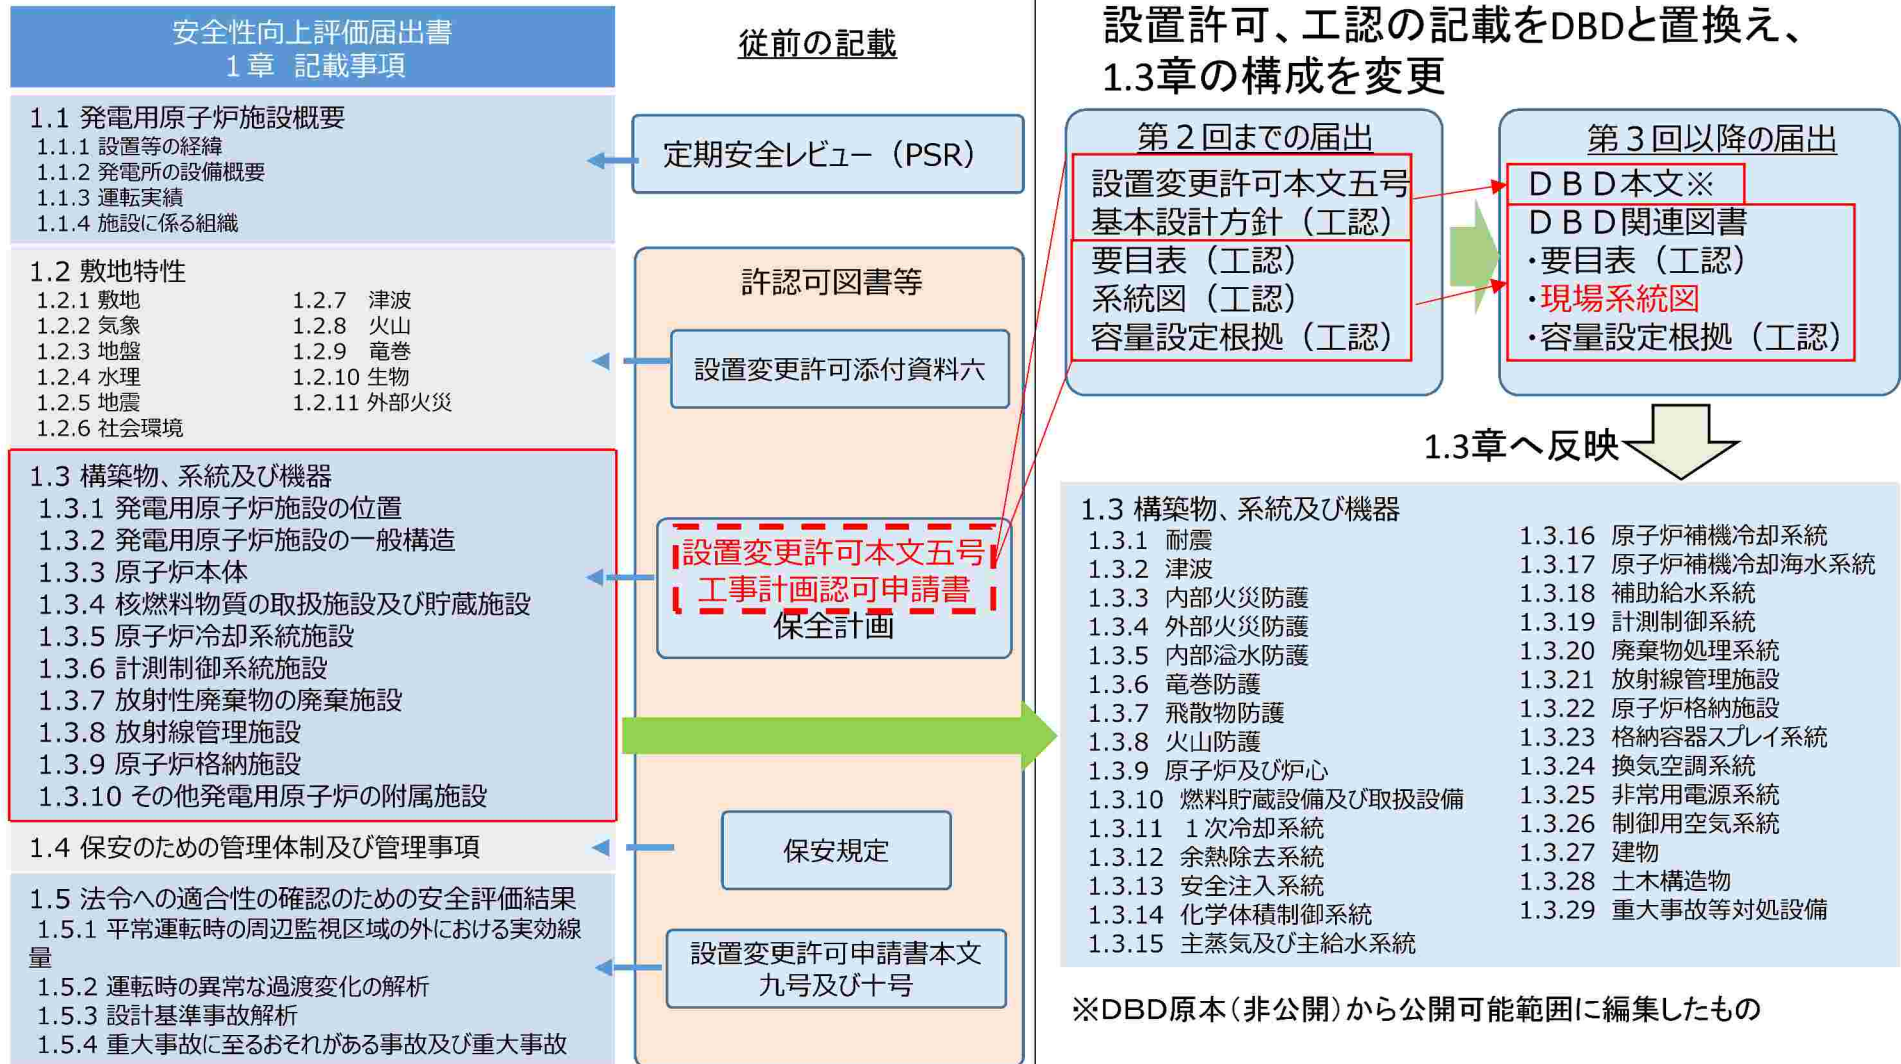 安全性向上評価届出書
1章 記載事項
1.1 発電用原子炉施設概要
1.1.1 設置等の経緯
1.1.2 発電所の設備概要
1.1.3 運転実績
1.1.4 施設に係る組織
1.2 敷地特性
1.2.1 敷地
1.2.2 気象
1.2.3 地盤
1.2.4 水理
1.2.5 地震
1.2.6 社会環境
1.2.7 津波
1.2.8 火山
1.2.9 竜巻
1.2.10 生物
1.2.11 外部火災
1.3 構築物、系統及び機器
1.3.1 発電用原子炉施設の位置
1.3.2 発電用原子炉施設の一般構造
1.3.3 原子炉本体
1.3.4 核燃料物質の取扱施設及び貯蔵施設
1.3.5 原子炉冷却系統施設
1.3.6 計測制御系統施設
1.3.7 放射性廃棄物の廃棄施設
1.3.8 放射線管理施設
1.3.9 原子炉格納施設
1.3.10 その他発電用原子炉の附属施設
1.4 保安のための管理体制及び管理事項
1.5 法令への適合性の確認のための安全評価結果
1.5.1 平常運転時の周辺監視区域の外における実効線
量
1.5.2 運転時の異常な過渡変化の解析
1.5.3 設計基準事故解析
1.5.4 重大事故に至るおそれがある事故及び重大事故
従前の記載
定期安全レビュー（PSR）
許認可図書等
設置変更許可添付資料六
設置変更許可本文五号
工事計画認可申請書
保全計画
保安規定
設置変更許可申請書本文
九号及び十号
設置許可、工認の記載をDBDと置換え、
1.3章の構成を変更
第2回までの届出
設置変更許可本文五号
基本設計方針（工認）
要目表（工認）
系統図（工認）
容量設定根拠（工認）
第3回以降の届出
DBD本文※
DBD関連図書
・要目表（工認）
・現場系統図
・容量設定根拠（工認）
1.3章へ反映
1.3 構築物、系統及び機器
1.3.1 耐震
1.3.2 津波
1.3.3 内部火災防護
1.3.4 外部火災防護
1.3.5 内部溢水防護
1.3.6 竜巻防護
1.3.7 飛散物防護
1.3.8 火山防護
1.3.9 原子炉及び炉心
1.3.10 燃料貯蔵設備及び取扱設備
1.3.11 1次冷却系統
1.3.12 余熱除去系統
1.3.13 安全注入系統
1.3.14 化学体積制御系統
1.3.15 主蒸気及び主給水系統
1.3.16 原子炉補機冷却系統
1.3.17 原子炉補機冷却海水系統
1.3.18 補助給水系統
1.3.19 計測制御系統
1.3.20 廃棄物処理系統
1.3.21 放射線管理施設
1.3.22 原子炉格納施設
1.3.23 格納容器スプレイ系統
1.3.24 換気空調系統
1.3.25 非常用電源系統
1.3.26 制御用空気系統
1.3.27 建物
1.3.28 土木構造物
1.3.29 重大事故等対処設備
※DBD原本（非公開）から公開可能範囲に編集したもの